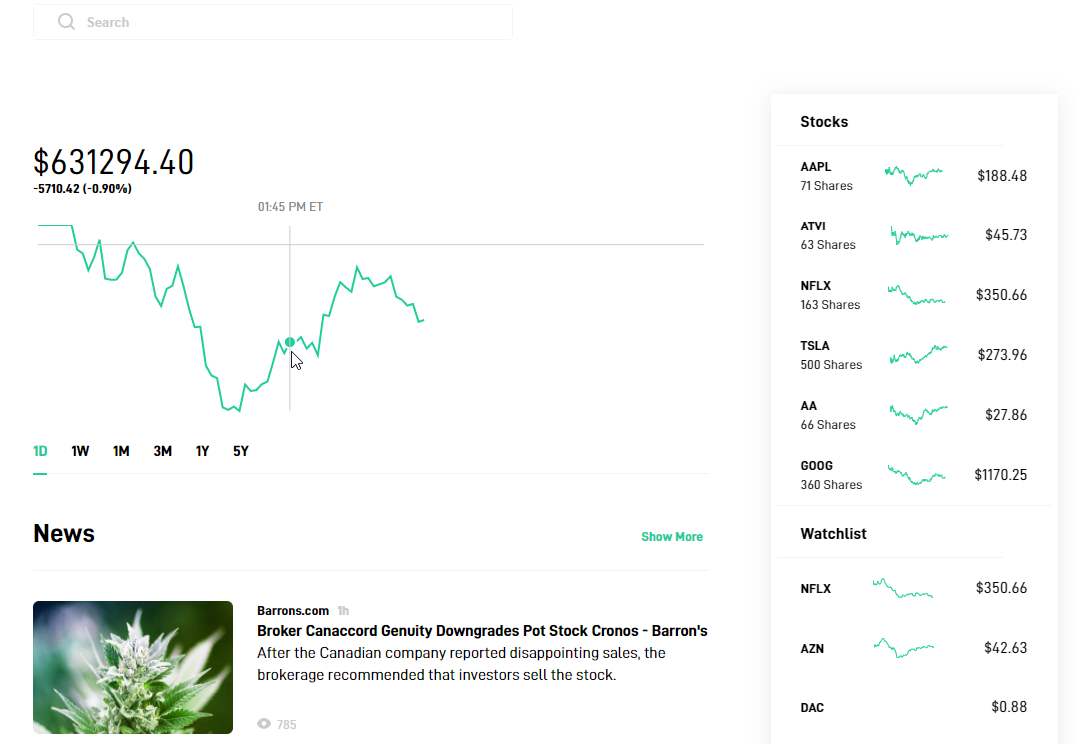 Search
$631294.40
-5710.42 (-0.90%)
01:45 PM ET
1D 1W 1M 3M 1Y 5Y
News
Show More
Barrons.com 1h
Broker Canaccord Genuity Downgrades Pot Stock Cronos - Barron's
After the Canadian company reported disappointing sales, the
brokerage recommended that investors sell the stock.
785
Stocks
AAPL
71 Shares
$188.48
ATVI
63 Shares
$45.73
NFLX
163 Shares
$350.66
TSLA
500 Shares
$273.96
AA
66 Shares
$27.86
GOOG
360 Shares
$1170.25
Watchlist
NFLX $350.66
AZN $42.63
DAC $0.88